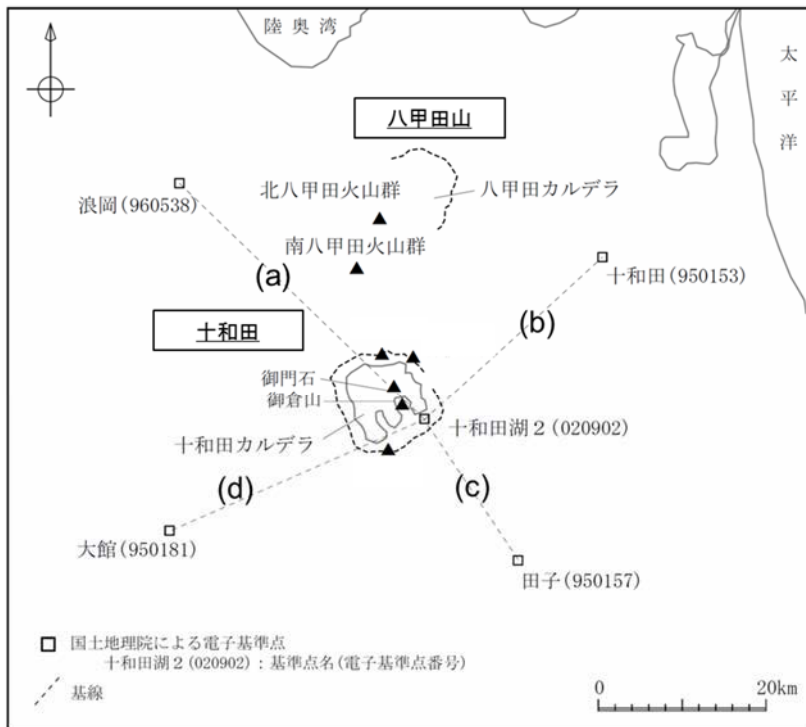 陸奥湾
太平洋
八甲田山
北八甲田火山群
八甲田カルデラ
浪岡(960538)
南八甲田火山群
十和田(950153)
(a)
(b)
十和田
御門石
御倉山
十和田カルデラ
十和田湖2(020902)
(d)
(c)
大館(950181)
田子(950157)
国土地理院による電子基準点
十和田湖2(020902):基準点名(電子基準点番号)
基線
0 20km